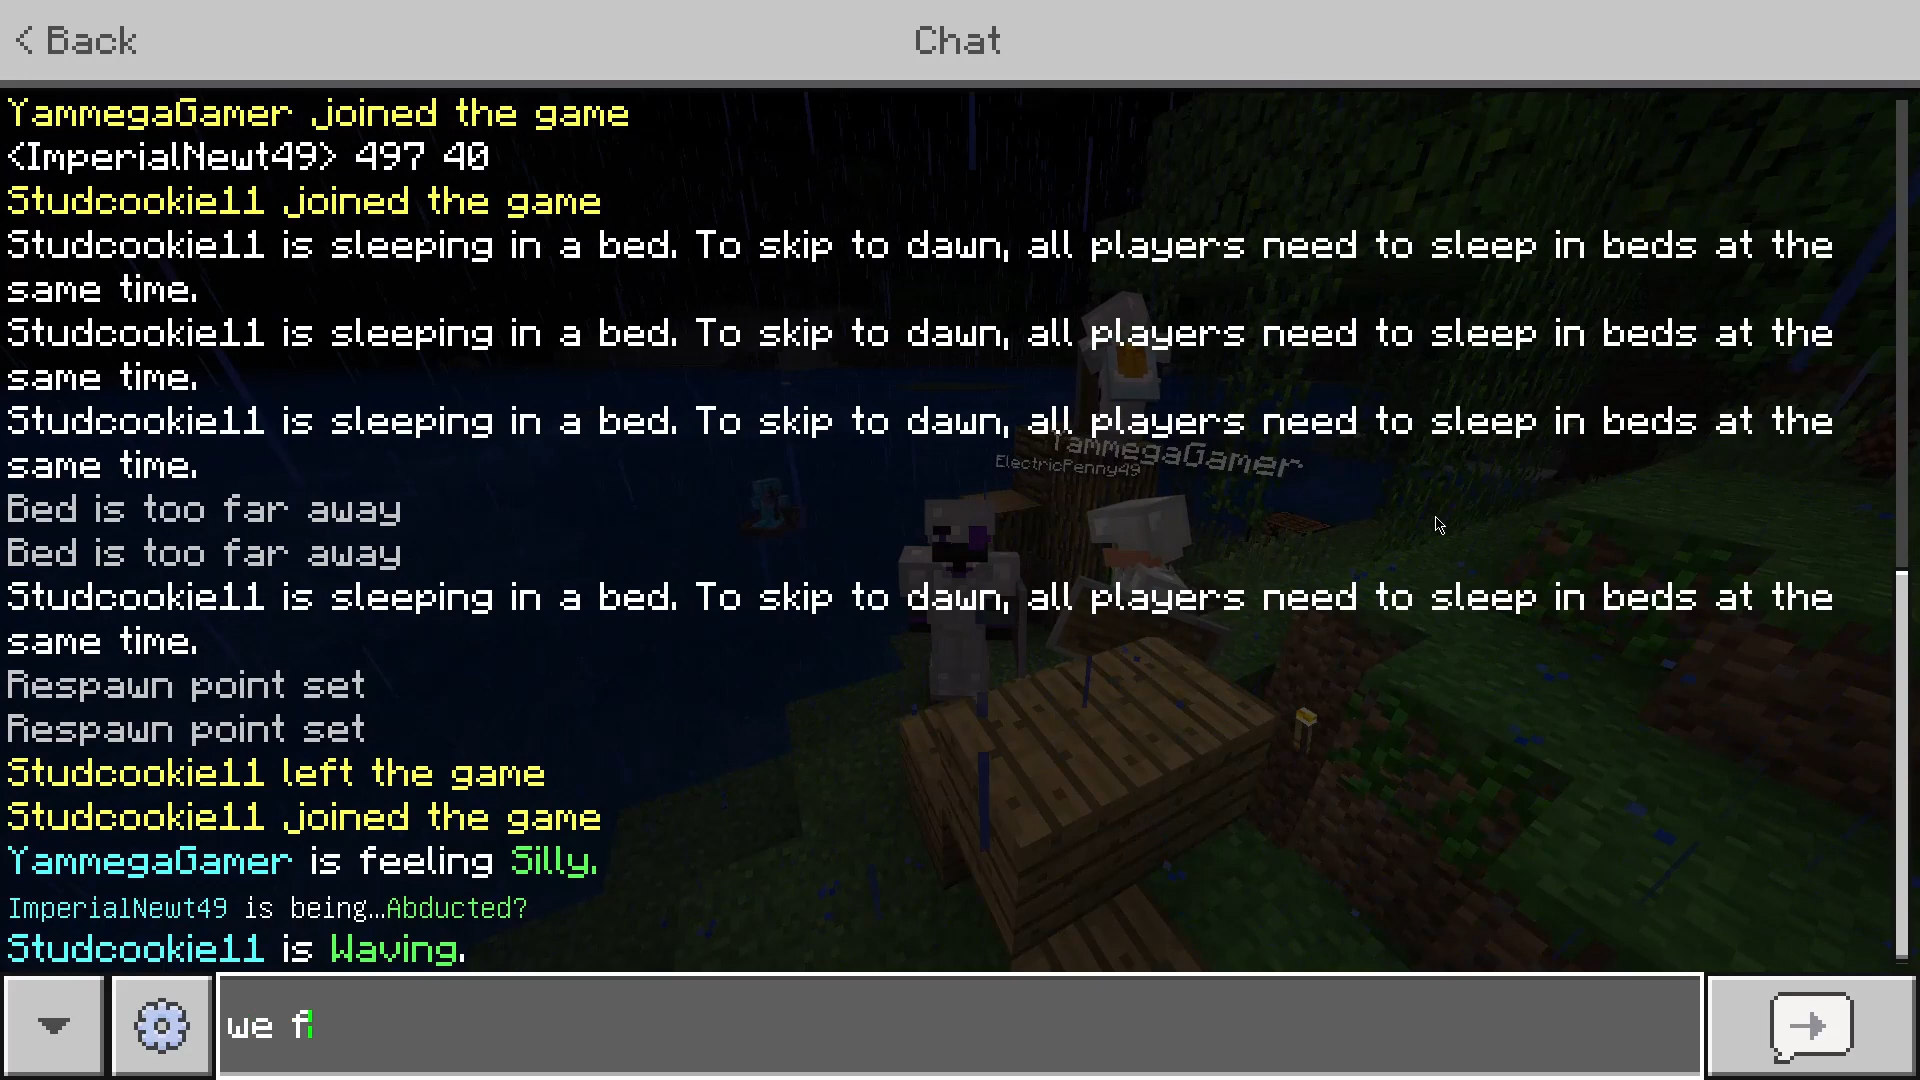 < Back
Chat
YammegaGamer joined the game
<ImperialNewt49> 497 40
Studcookie11 joined the game
Studcookie11 is sleeping in a bed. To skip to dawn, all players need to sleep in beds at the
same time.
Studcookie11 is sleeping in a bed. To skip to dawn, all players need to sleep in beds at the
same time.
Studcookie11 is sleeping in a bed. To skip to dawn, all players need to sleep in beds at the
same time.
YammegaGamer
ElectricPenny49
Bed is too far away
Bed is too far away
Studcookie11 is sleeping in a bed. To skip to dawn, all players need to sleep in beds at the
same time.
Respawn point set
Respawn point set
Studcookie11 left the game
Studcookie11 joined the game
YammegaGamer is feeling Silly.
ImperialNewt49 is being…Abducted?
Studcookie11 is Waving.
we f